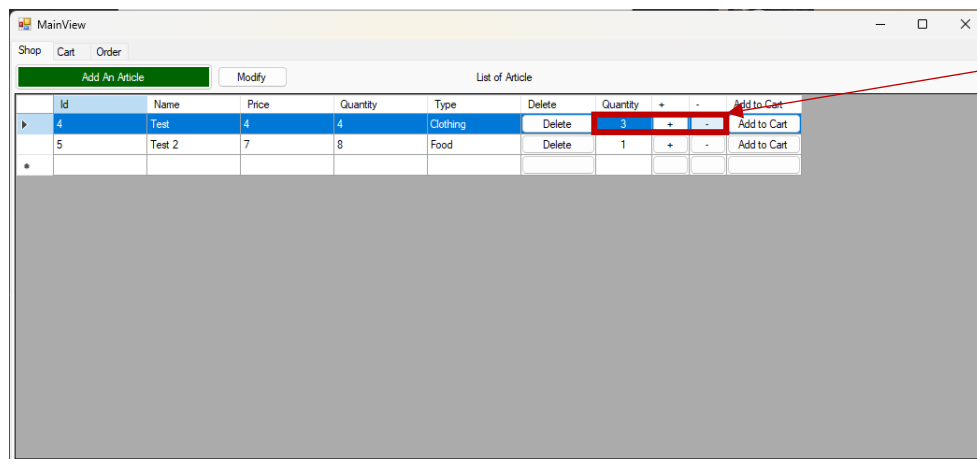 MainView
Shop Cart Order
Add An Article Modify List of Article
Id Name Price Quantity Type Delete Quantity + - Add to Cart
4 Test 4 4 Clothing Delete 3 + - Add to Cart
5 Test 2 7 8 Food Delete 1 + - Add to Cart